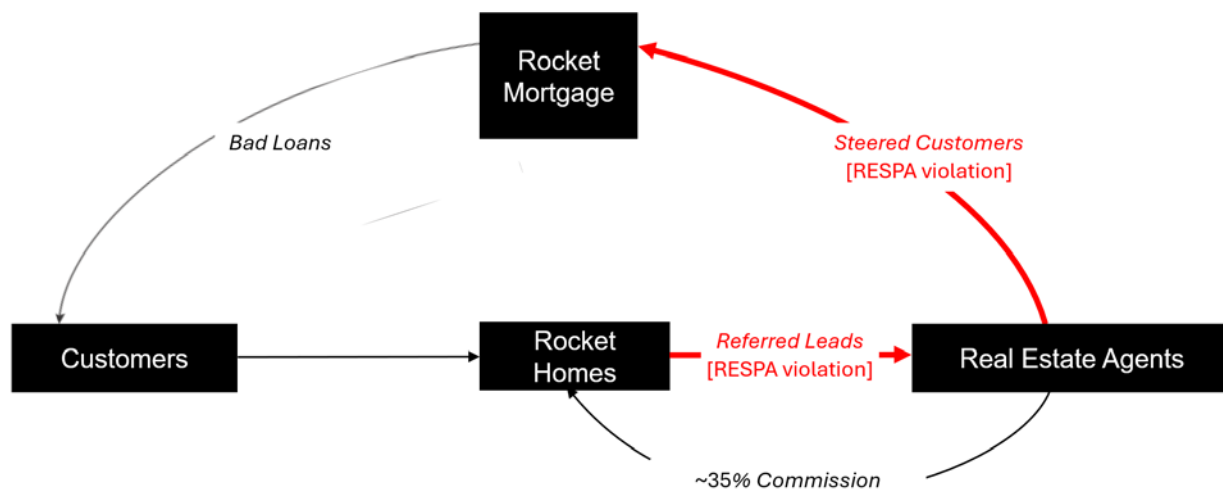 Rocket
Mortgage
Bad Loans
Steered Customers
[RESPA violation]
Customers
Rocket
Homes
Referred Leads
[RESPA violation]
Real Estate Agents
~35% Commission